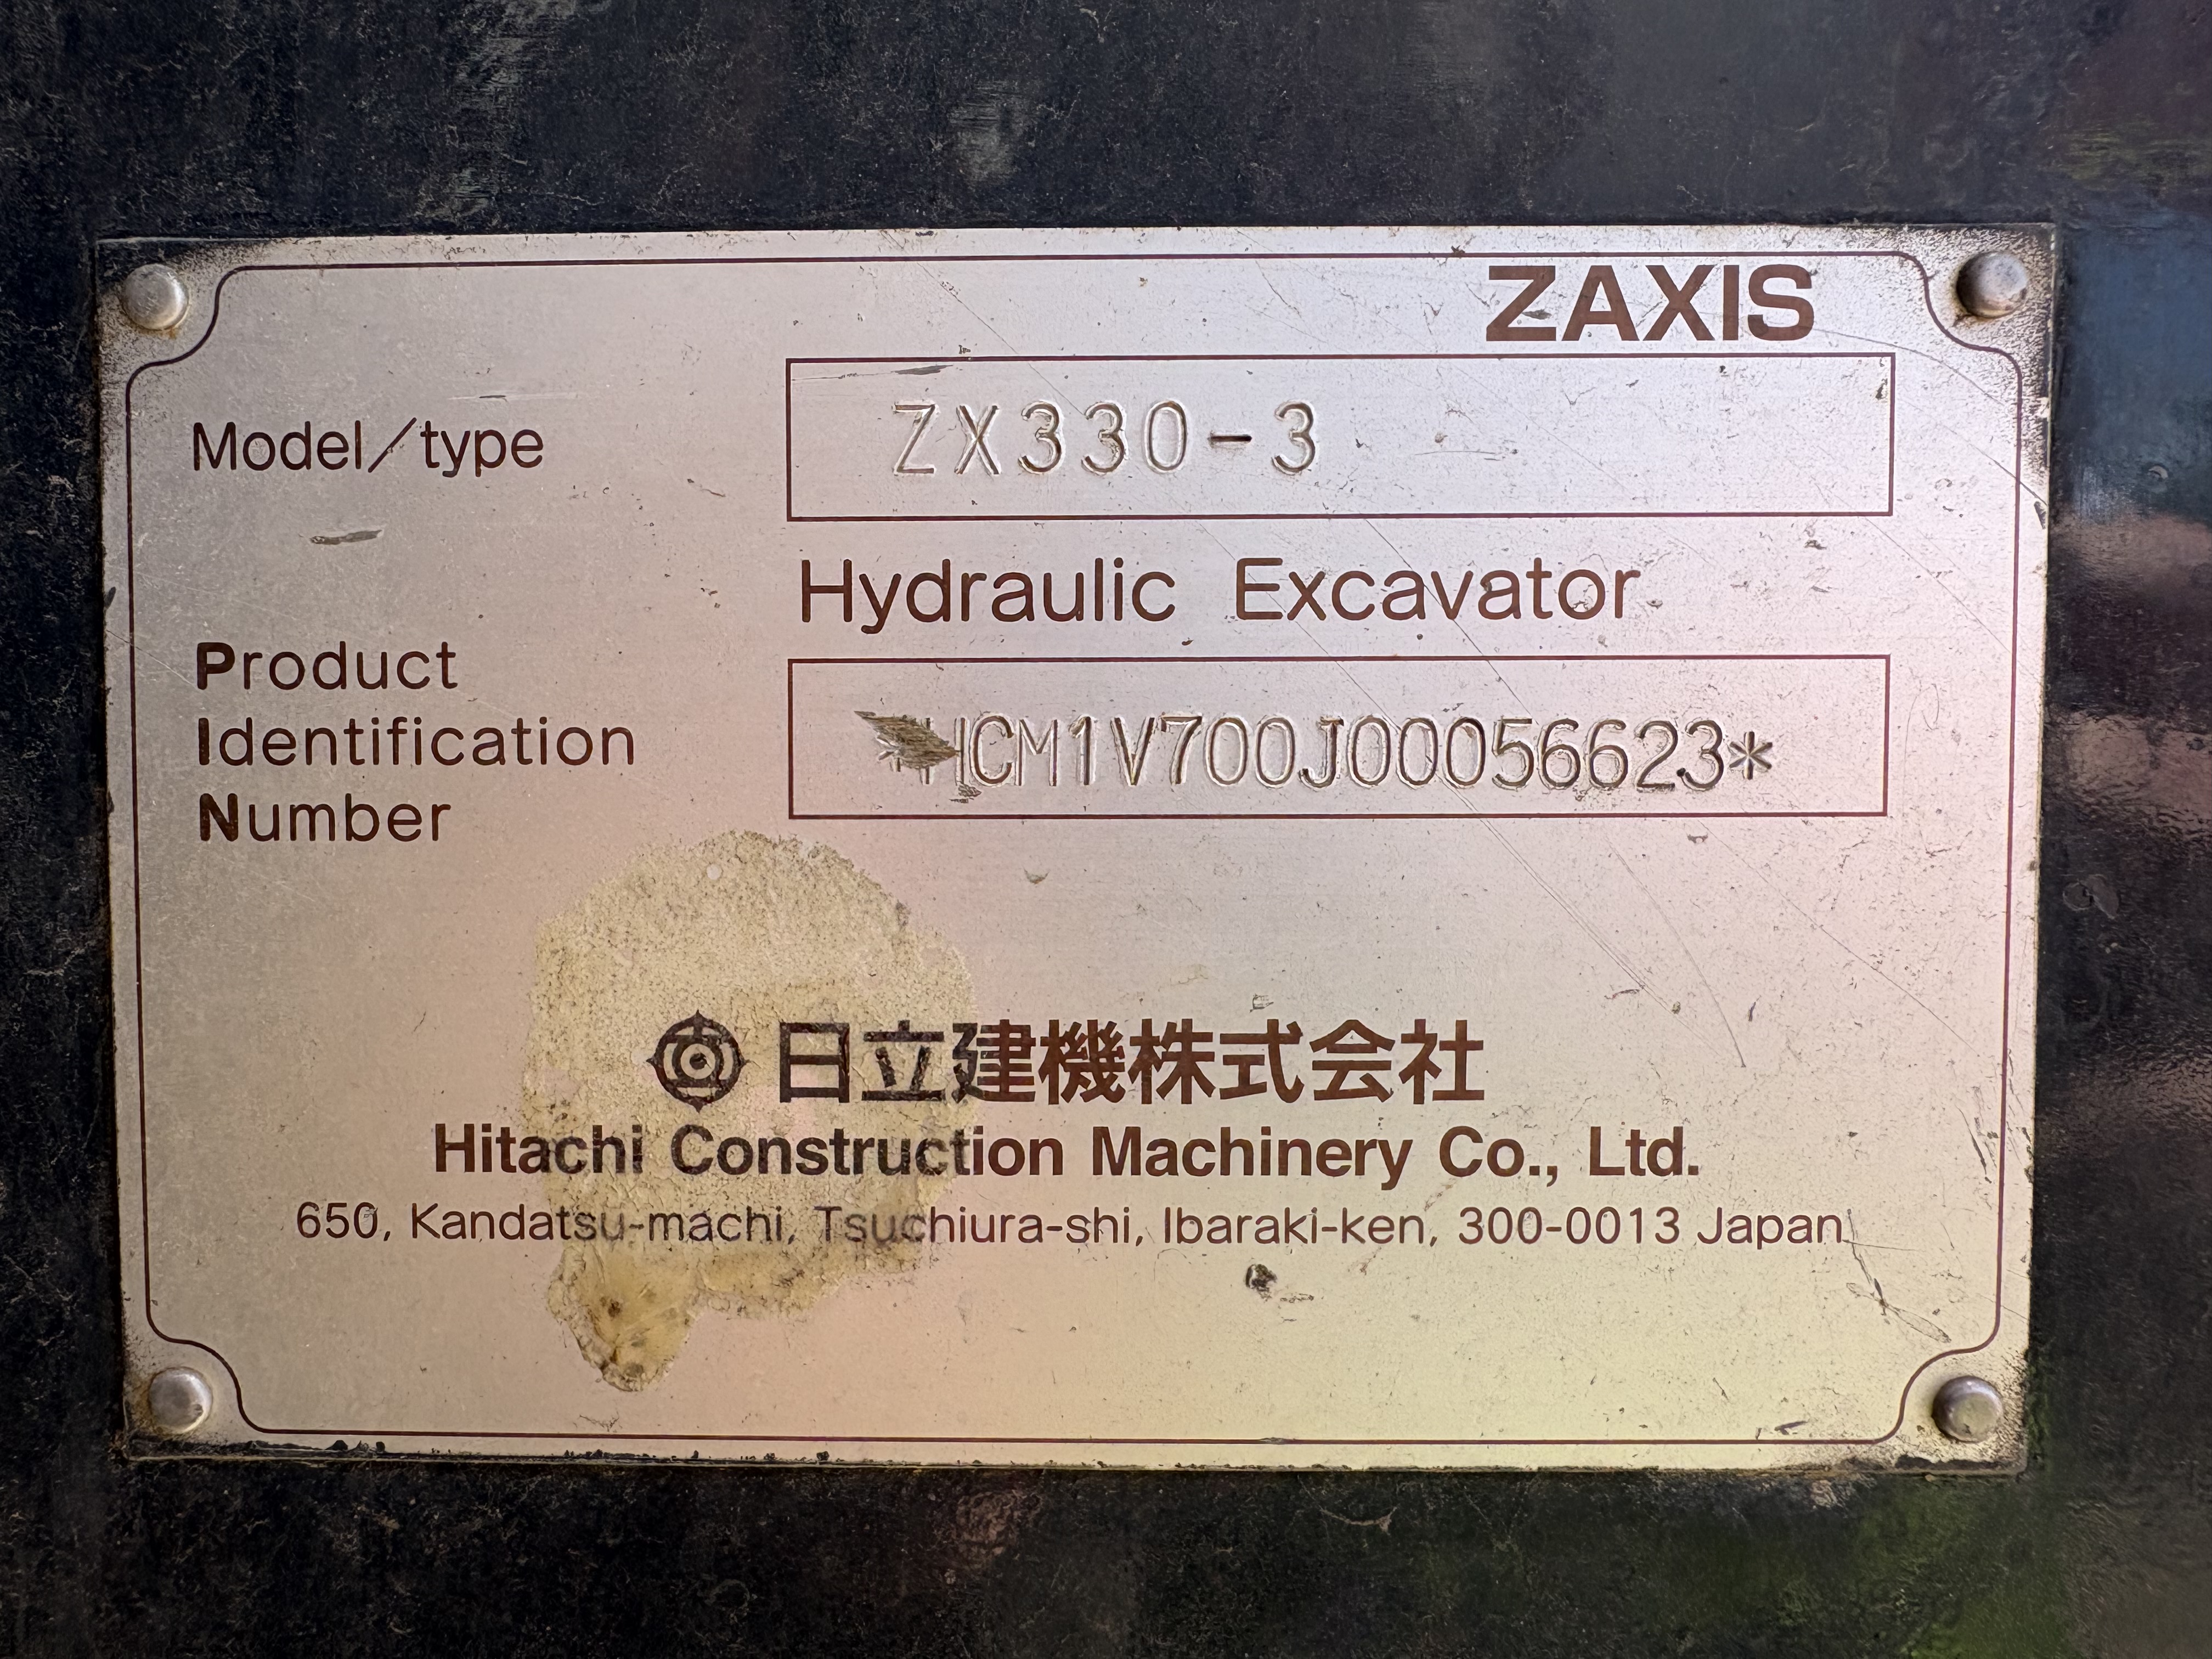 ZAXIS
Model/type ZX330-3
Hydraulic Excavator
Product
Identification *HCM1V700J00056623*
Number
日立建機株式会社
Hitachi Construction Machinery Co., Ltd.
650, Kandatsu-machi, Tsuchiura-shi, Ibaraki-ken, 300-0013 Japan